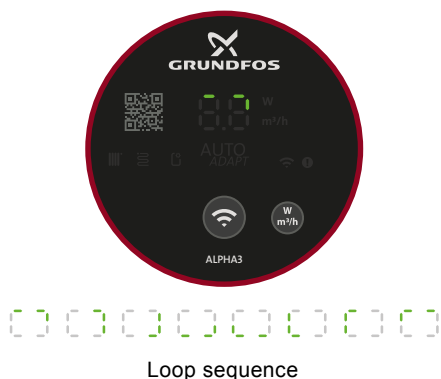 GRUNDFOS
W
m³/h
AUTO
ADAPT
W
m³/h
ALPHA3
Loop sequence